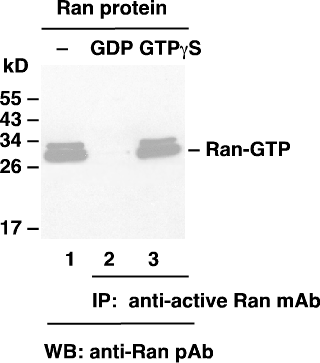 Ran protein
– GDP GTPγS
kD
55
43
34
– Ran-GTP
26
17
1 2 3
IP: anti-active Ran mAb
WB: anti-Ran pAb